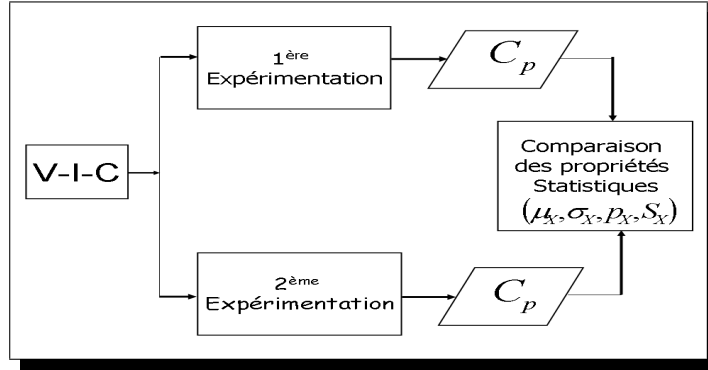 1ère
Expérimentation
C_p
V-I-C
Comparaison
des propriétés
Statistiques
(μ_X, σ_X, p_X, S_X)
2ème
Expérimentation
C_p